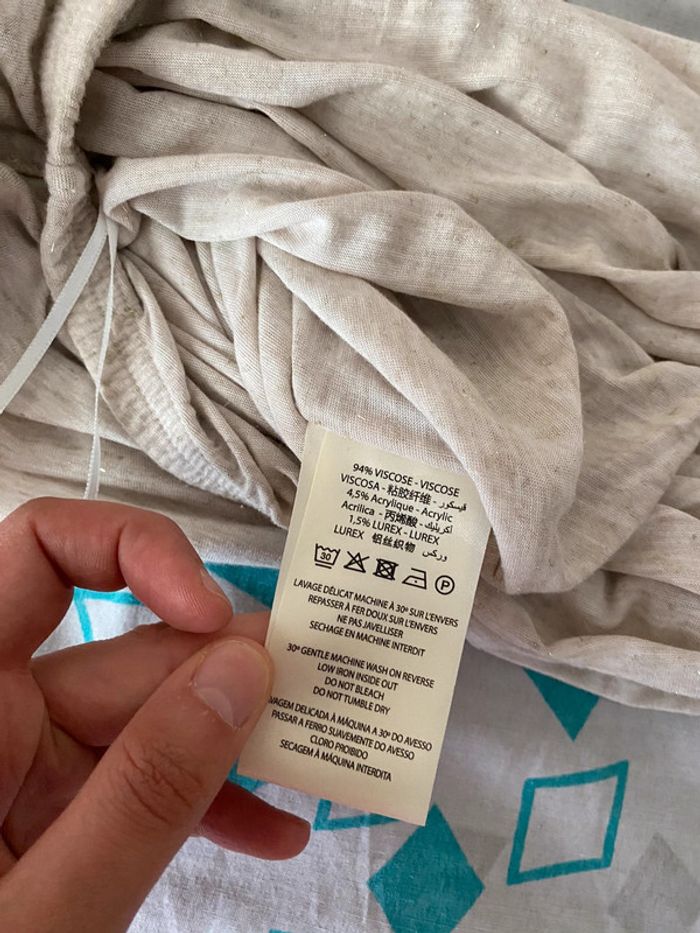 94% VISCOSE - VISCOSE
VISCOSA - 粘胶纤维 - فيسكوز
4,5% Acrylique - Acrylic
Acrilica - 丙烯酸 - أكريليك
1,5% LUREX - LUREX
LUREX 铝丝织物 وركس
30 P
LAVAGE DÉLICAT MACHINE À 30º SUR L'ENVERS
REPASSER À FER DOUX SUR L'ENVERS
NE PAS JAVELLISER
SECHAGE EN MACHINE INTERDIT
30º GENTLE MACHINE WASH ON REVERSE
LOW IRON INSIDE OUT
DO NOT BLEACH
DO NOT TUMBLE DRY
DELICADA À MÁQUINA A 30º DO AVESSO
PASSAR A FERRO SUAVEMENTE DO AVESSO
CLORO PROIBIDO
SECAGEM À MÁQUINA INTERDITA